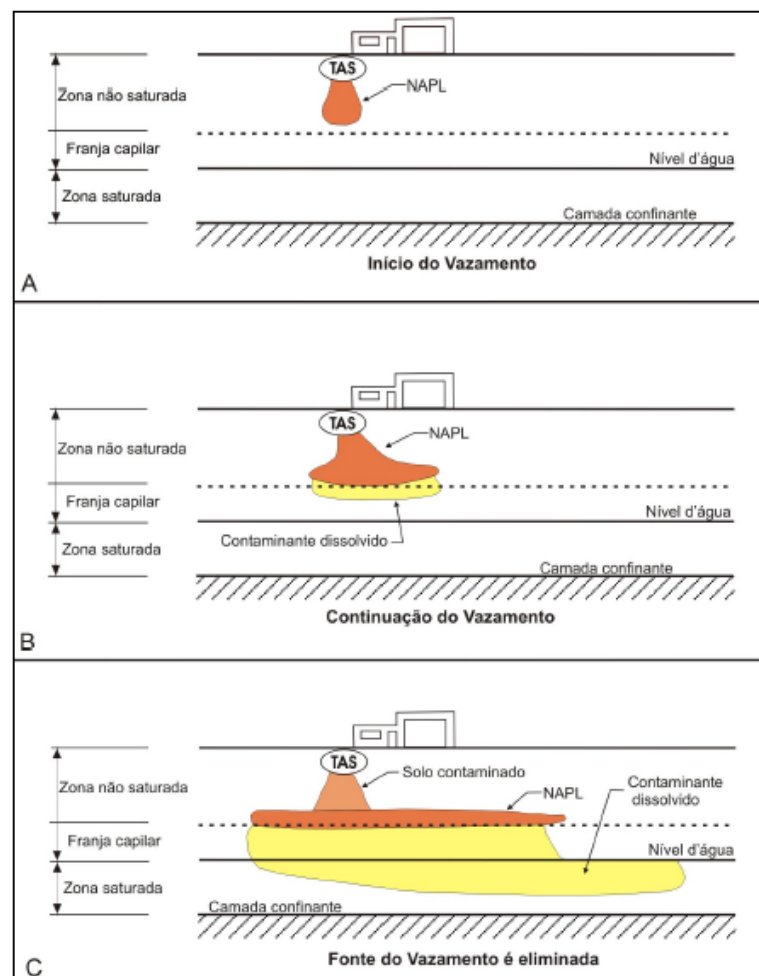 TAS
NAPL
Zona não saturada
Franja capilar
Nível d'água
Zona saturada
Camada confinante
Início do Vazamento
A
TAS
NAPL
Zona não saturada
Franja capilar
Nível d'água
Contaminante dissolvido
Zona saturada
Camada confinante
Continuação do Vazamento
B
TAS
Solo contaminado
Contaminante
dissolvido
NAPL
Zona não saturada
Franja capilar
Nível d'água
Zona saturada
Camada confinante
Fonte do Vazamento é eliminada
C